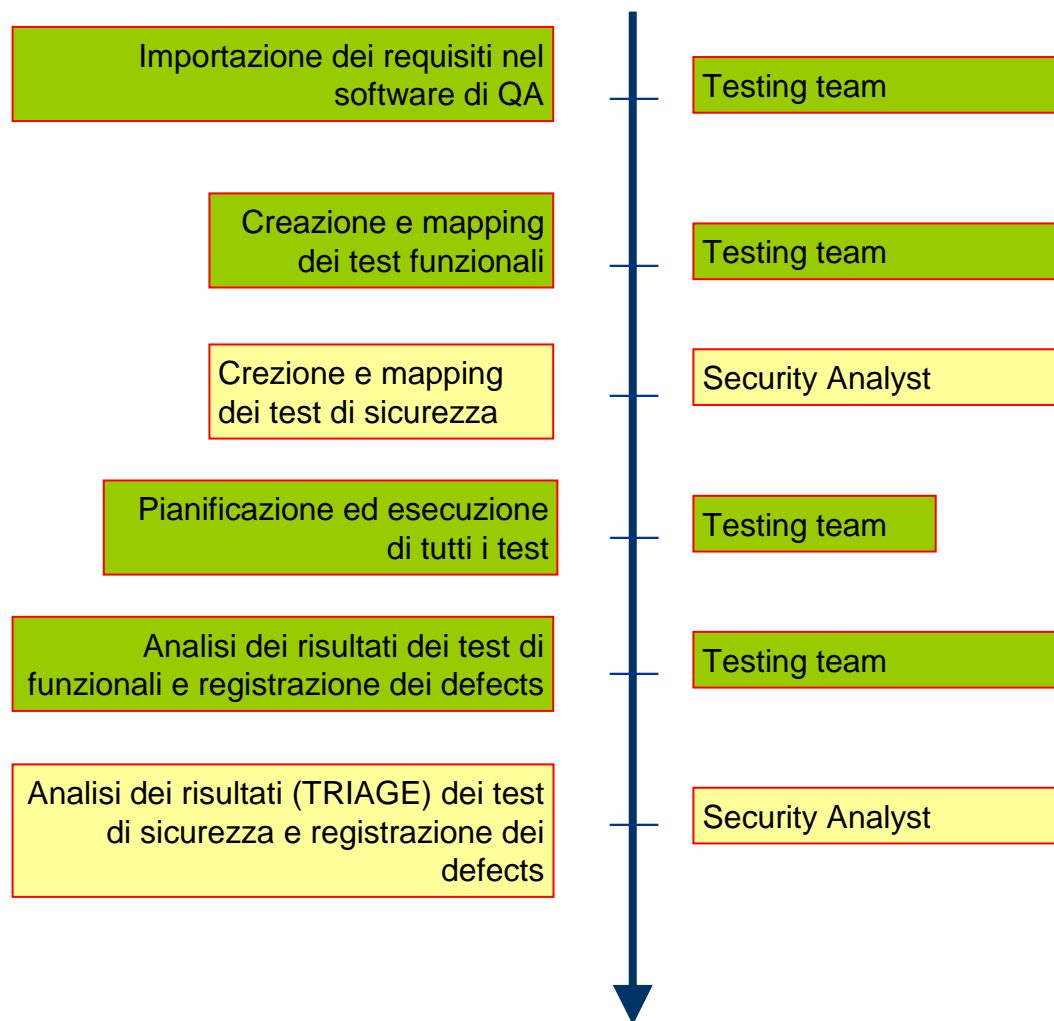 Importazione dei requisiti nel
software di QA
Testing team
Creazione e mapping
dei test funzionali
Testing team
Crezione e mapping
dei test di sicurezza
Security Analyst
Pianificazione ed esecuzione
di tutti i test
Testing team
Analisi dei risultati dei test di
funzionali e registrazione dei defects
Testing team
Analisi dei risultati (TRIAGE) dei test
di sicurezza e registrazione dei
defects
Security Analyst